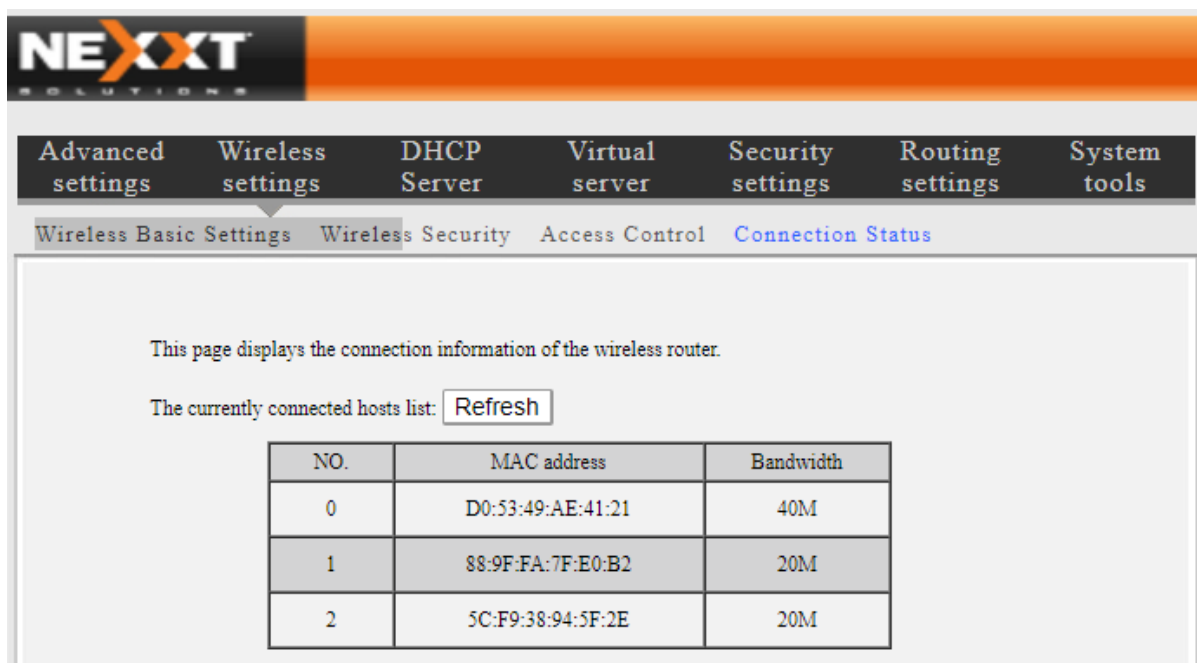 NEXXT
SOLUTIONS
Advanced settings Wireless settings DHCP Server Virtual server Security settings Routing settings System tools
Wireless Basic Settings Wireless Security Access Control Connection Status
This page displays the connection information of the wireless router.
The currently connected hosts list: Refresh
NO. MAC address Bandwidth
0 D0:53:49:AE:41:21 40M
1 88:9F:FA:7F:E0:B2 20M
2 5C:F9:38:94:5F:2E 20M